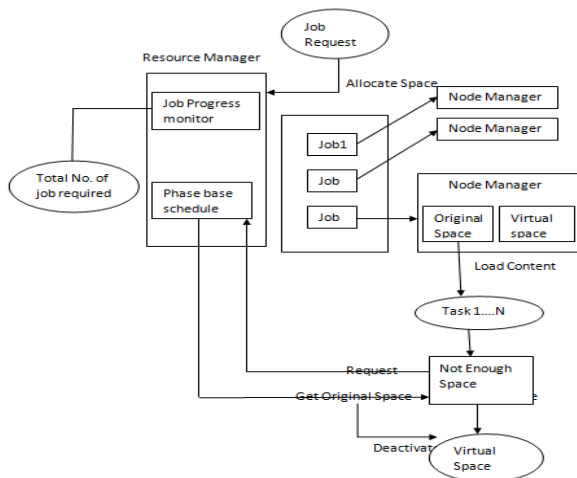 Job
Request
Resource Manager
Allocate Space
Job Progress
monitor
Node Manager
Node Manager
Job1
Job
Job
Total No. of
job required
Phase base
schedule
Node Manager
Original
Space
Virtual
space
Load Content
Task 1....N
Request
Not Enough
Space
Get Original Space
Deactivat
Virtual
Space